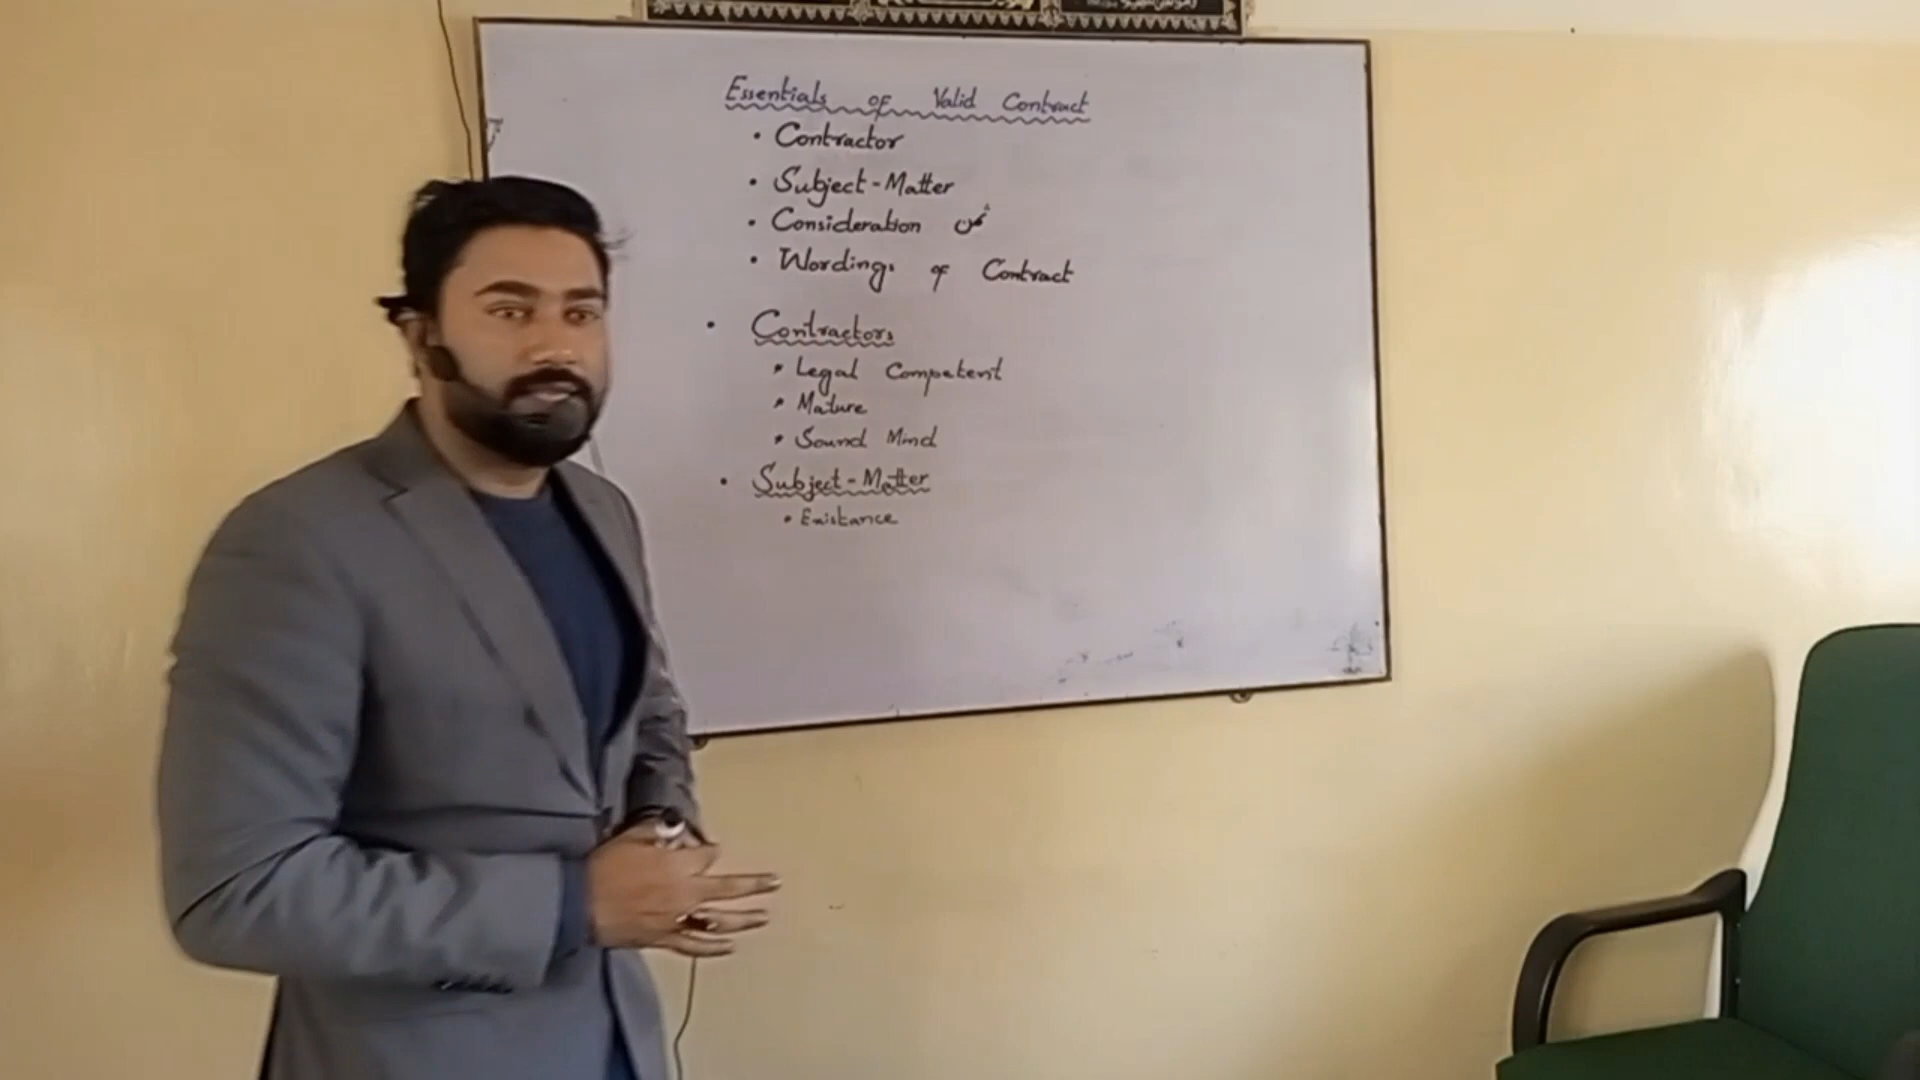 Essentials of Valid Contract
• Contractor
• Subject-Matter
• Consideration ثمن
• Wordings of Contract
• Contractors
* Legal Competent
* Mature
* Sound Mind
• Subject-Matter
* Existance